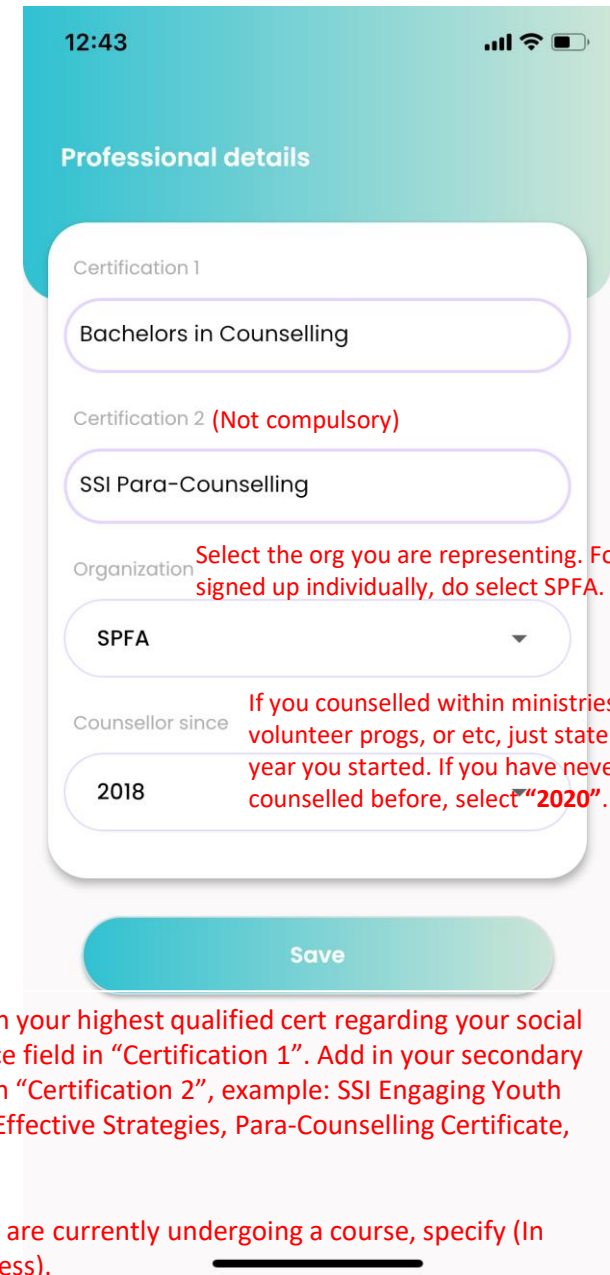 12:43
Professional details
Certification 1
Bachelors in Counselling
Certification 2 (Not compulsory)
SSI Para-Counselling
Organization
Select the org you are representing.
signed up individually, do select SPFA.
SPFA
Counsellor since
If you counselled within ministries
volunteer progs, or etc, just state
year you started. If you have
counselled before, select “2020”.
2018
Save
your highest qualified cert regarding your social
field in “Certification 1”. Add in your secondary
“Certification 2”, example: SSI Engaging Youth
Effective Strategies, Para-Counselling Certificate,
are currently undergoing a course, specify (In